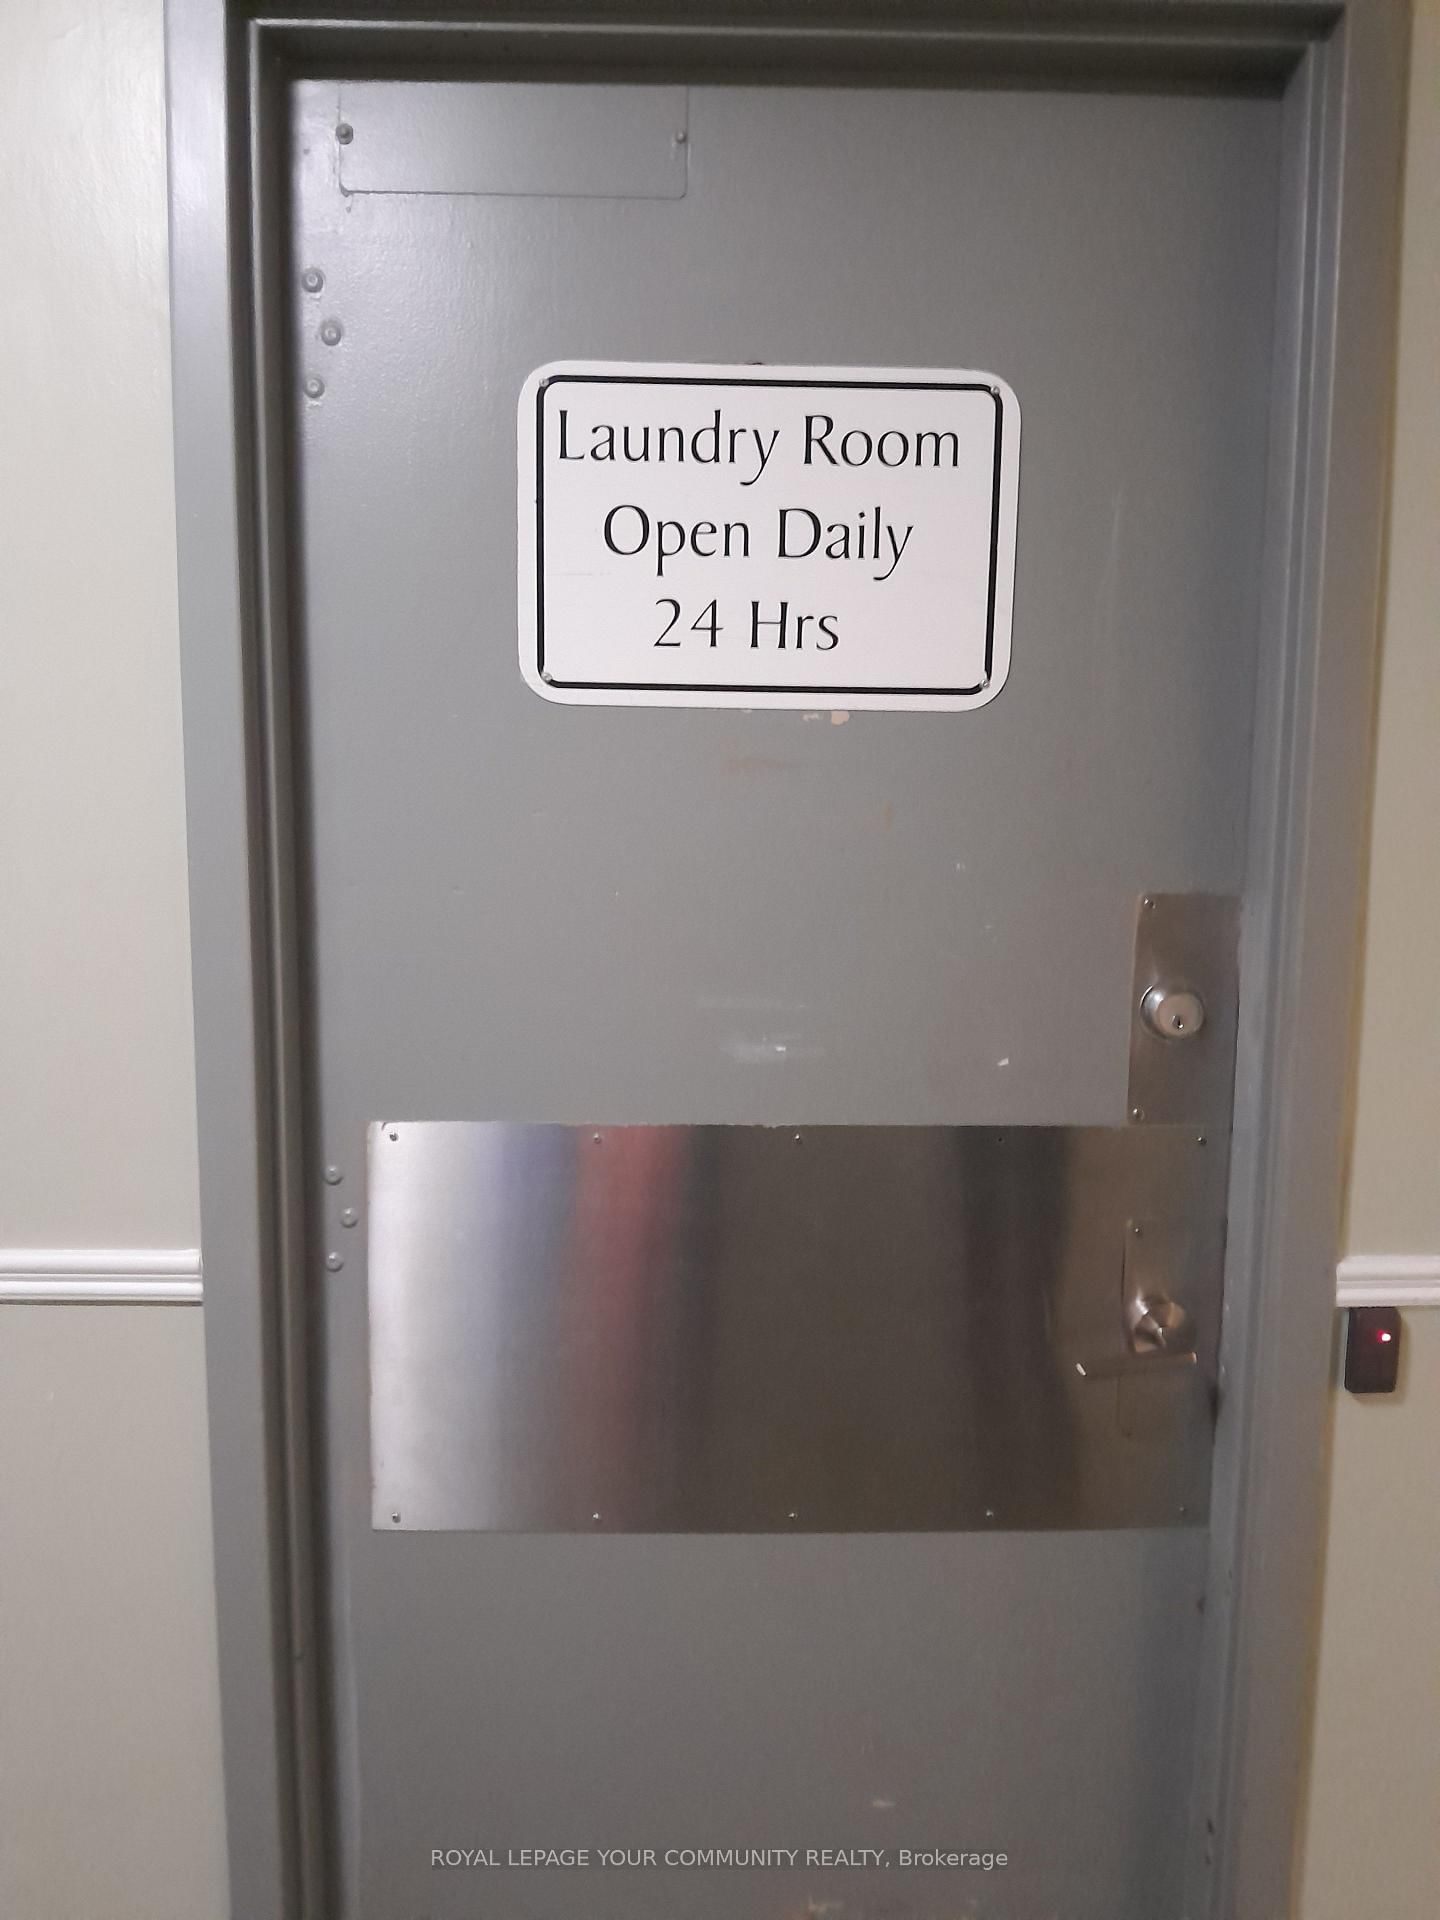 Laundry Room
Open Daily
24 Hrs
ROYAL LEPAGE YOUR COMMUNITY REALTY, Brokerage